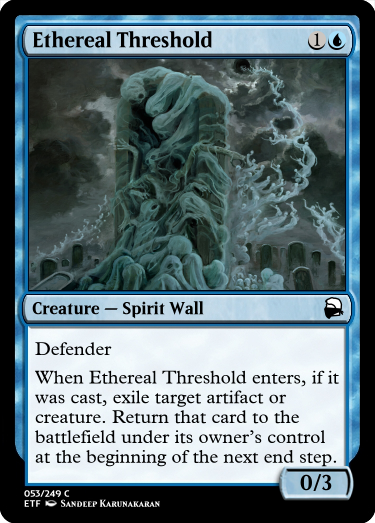 Ethereal Threshold 1
Creature — Spirit Wall
Defender
When Ethereal Threshold enters, if it
was cast, exile target artifact or
creature. Return that card to the
battlefield under its owner's control
at the beginning of the next end step.
0/3
053/249 C
ETF Sandeep Karunakaran